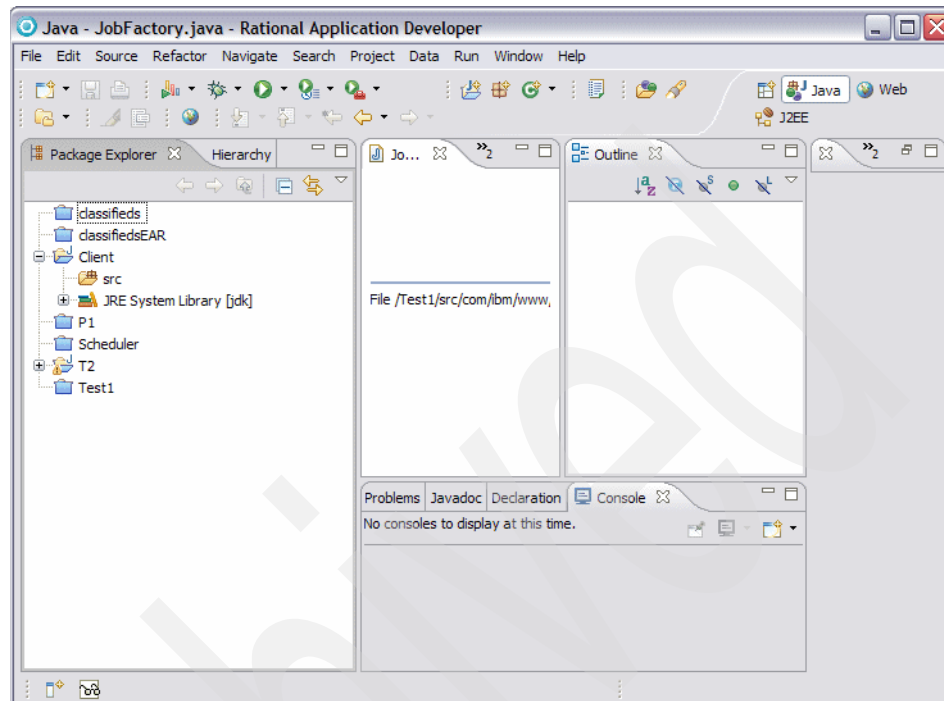 Java - JobFactory.java - Rational Application Developer
File Edit Source Refactor Navigate Search Project Data Run Window Help
Java Web
J2EE
Package Explorer Hierarchy
Jo... »2
Outline
»2
classifieds
classifiedsEAR
Client
src
JRE System Library [jdk]
P1
Scheduler
T2
Test1
File /Test1/src/com/ibm/www,
Problems Javadoc Declaration Console
No consoles to display at this time.